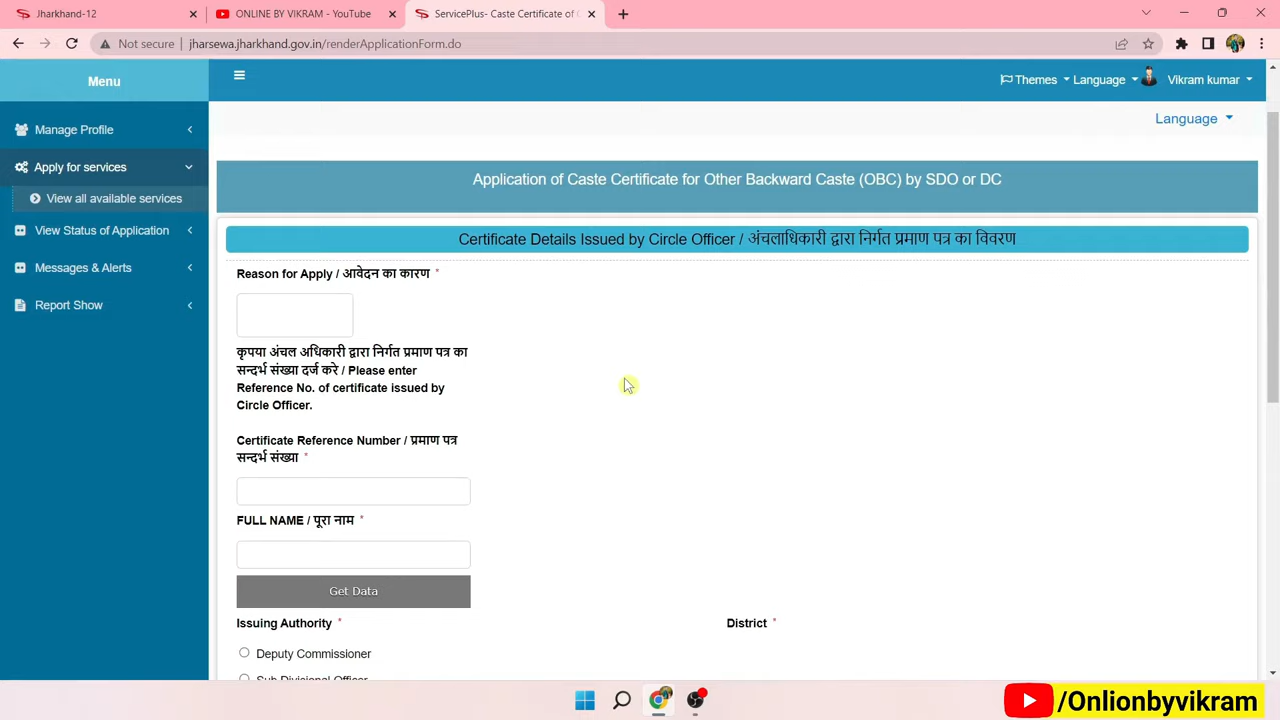 Jharkhand-12
ONLINE BY VIKRAM - YouTube
ServicePlus- Caste Certificate of O
Not secure
jharsewa.jharkhand.gov.in/renderApplicationForm.do
Menu
Themes
Language
Vikram kumar
Manage Profile
Language
Apply for services
View all available services
View Status of Application
Messages & Alerts
Report Show
Application of Caste Certificate for Other Backward Caste (OBC) by SDO or DC
Certificate Details Issued by Circle Officer / अंचलाधिकारी द्वारा निर्गत प्रमाण पत्र का विवरण
Reason for Apply / आवेदन का कारण *
कृपया अंचल अधिकारी द्वारा निर्गत प्रमाण पत्र का
सन्दर्भ संख्या दर्ज करे / Please enter
Reference No. of certificate issued by
Circle Officer.
Certificate Reference Number / प्रमाण पत्र
सन्दर्भ संख्या *
FULL NAME / पूरा नाम *
Get Data
Issuing Authority *
District *
Deputy Commissioner
Sub Divisional Officer
/Onlionbyvikram